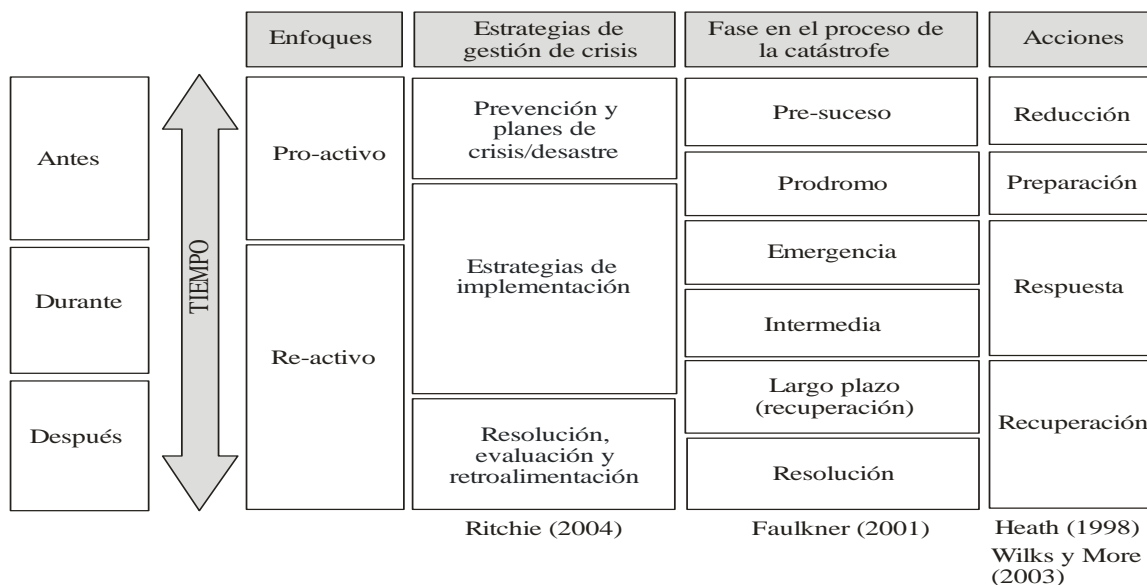 Enfoques
Estrategias de
gestión de crisis
Fase en el proceso de
la catástrofe
Acciones
Antes
Durante
Después
TIEMPO
Pro-activo
Re-activo
Prevención y
planes de
crisis/desastre
Estrategias de
implementación
Resolución,
evaluación y
retroalimentación
Pre-suceso
Prodromo
Emergencia
Intermedia
Largo plazo
(recuperación)
Resolución
Reducción
Preparación
Respuesta
Recuperación
Ritchie (2004)
Faulkner (2001)
Heath (1998)
Wilks y More
(2003)